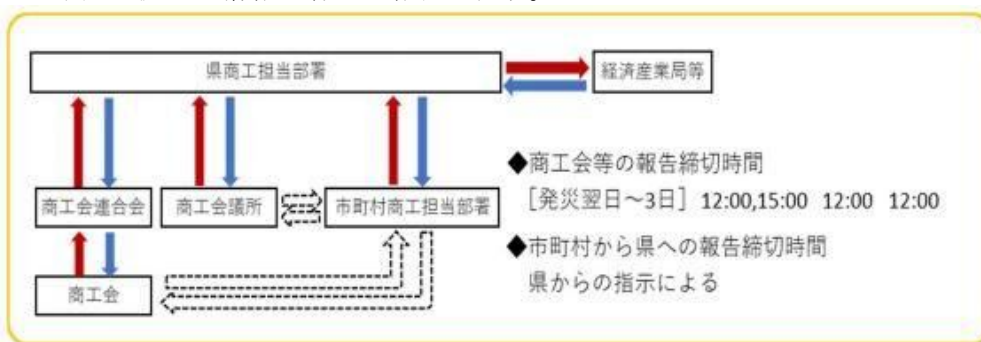 県商工担当部署
経済産業局等
商工会連合会
商工会議所
市町村商工担当部署
商工会
◆商工会等の報告締切時間
[発災翌日～3日] 12:00,15:00 12:00 12:00
◆市町村から県への報告締切時間
県からの指示による